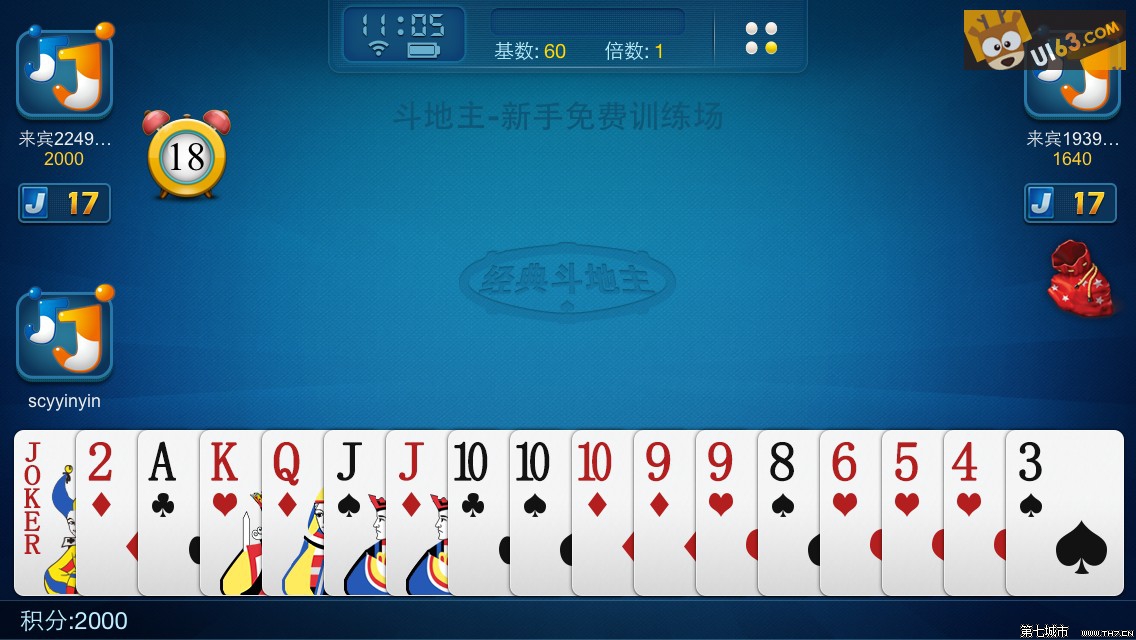 11:05
基数: 60 倍数: 1
UI63.COM
斗地主-新手免费训练场
来宾2249...
2000
18
来宾1939...
1640
J 17
J 17
经典斗地主
scyyinyin
JOKER 2 A K Q J J 10 10 10 9 9 8 6 5 4 3
积分:2000
第七城市 WWW.TH7.CN